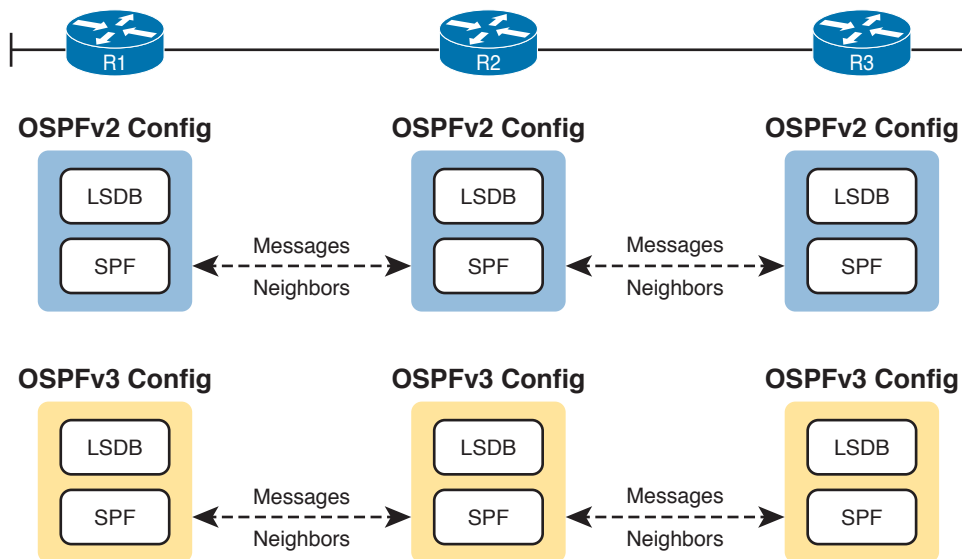 R1 R2 R3
OSPFv2 Config OSPFv2 Config OSPFv2 Config
LSDB LSDB LSDB
Messages Messages
SPF SPF SPF
Neighbors Neighbors
OSPFv3 Config OSPFv3 Config OSPFv3 Config
LSDB LSDB LSDB
Messages Messages
SPF SPF SPF
Neighbors Neighbors